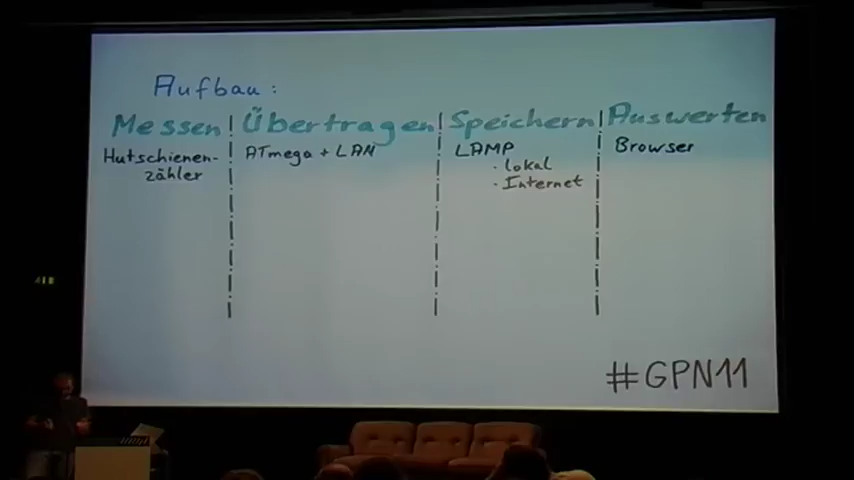 Aufbau:
Messen Übertragen Speichern Auswerten
Hutschienen- ATmega + LAN LAMP Browser
zähler · lokal
· Internet
#GPN11